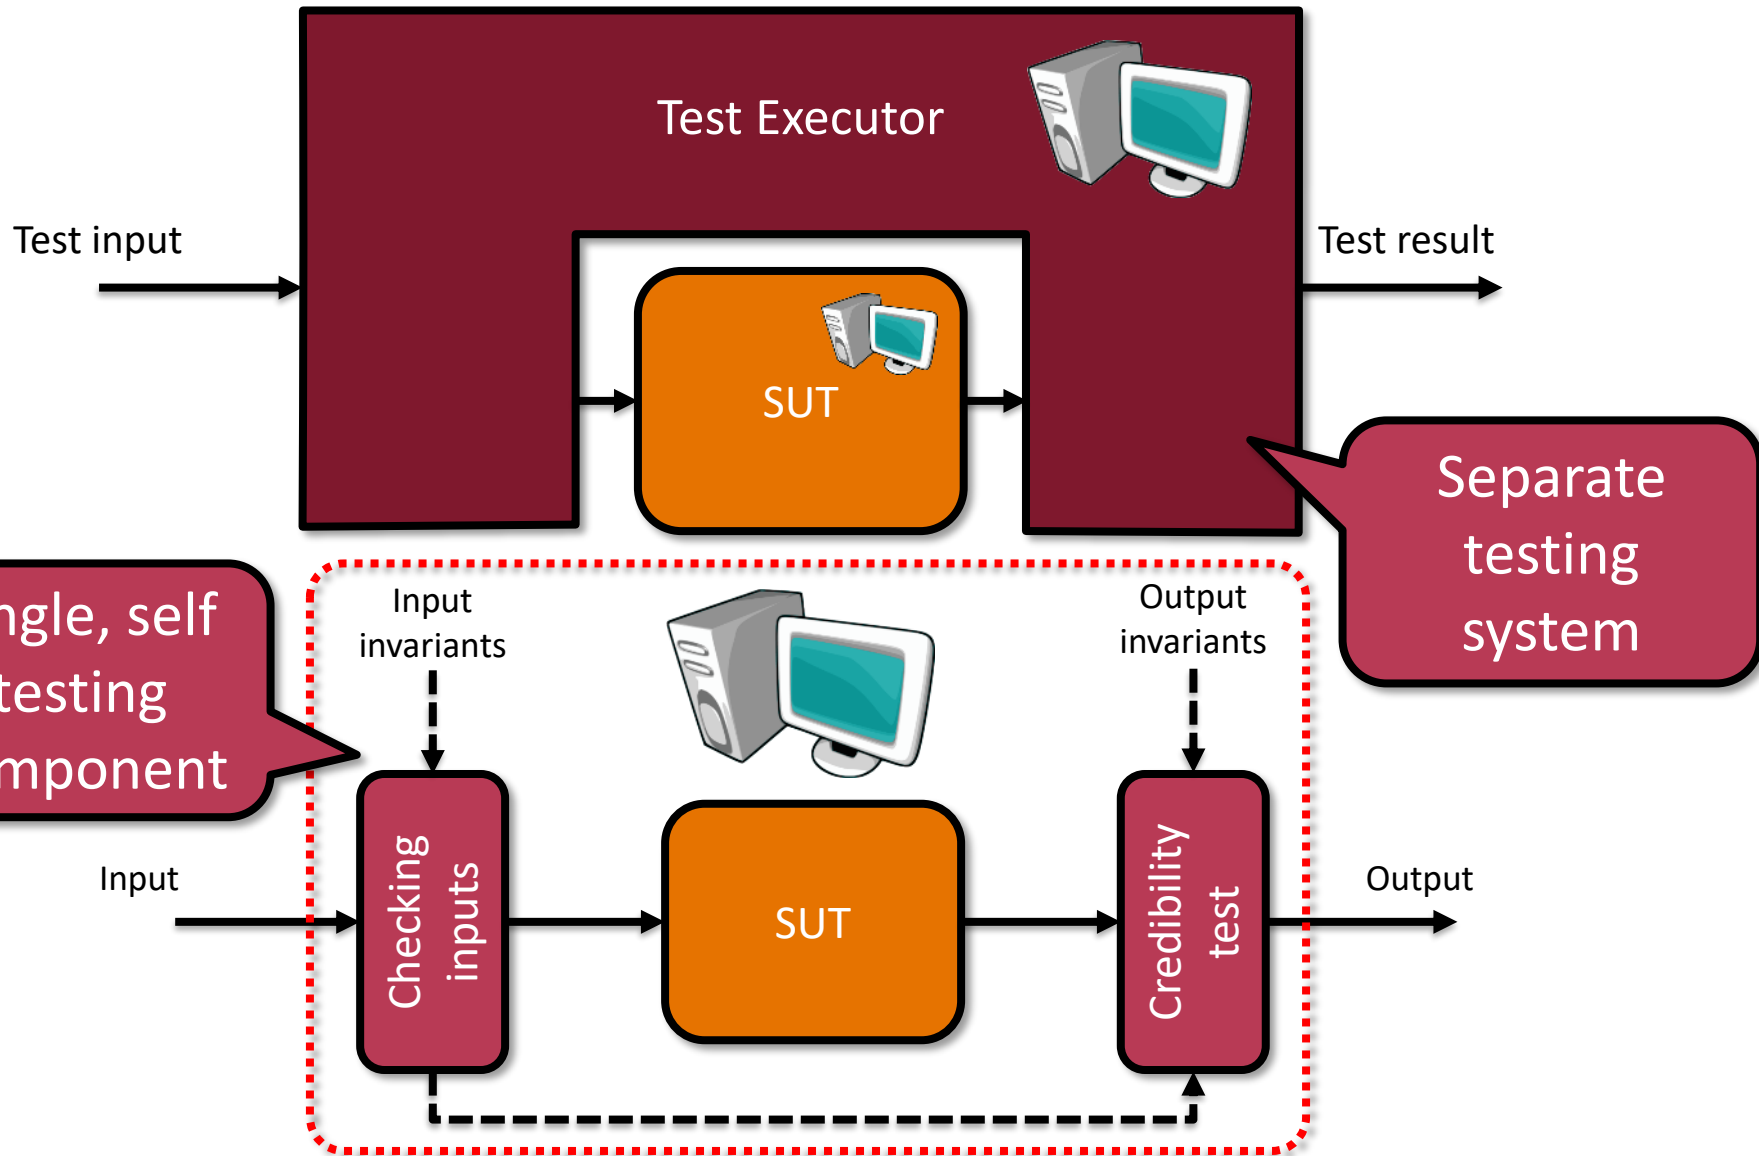 Test Executor
Test input
Test result
SUT
Separate
testing
system
ngle, self
testing
mponent
Input
invariants
Output
invariants
Input
Checking
inputs
SUT
Credibility
test
Output